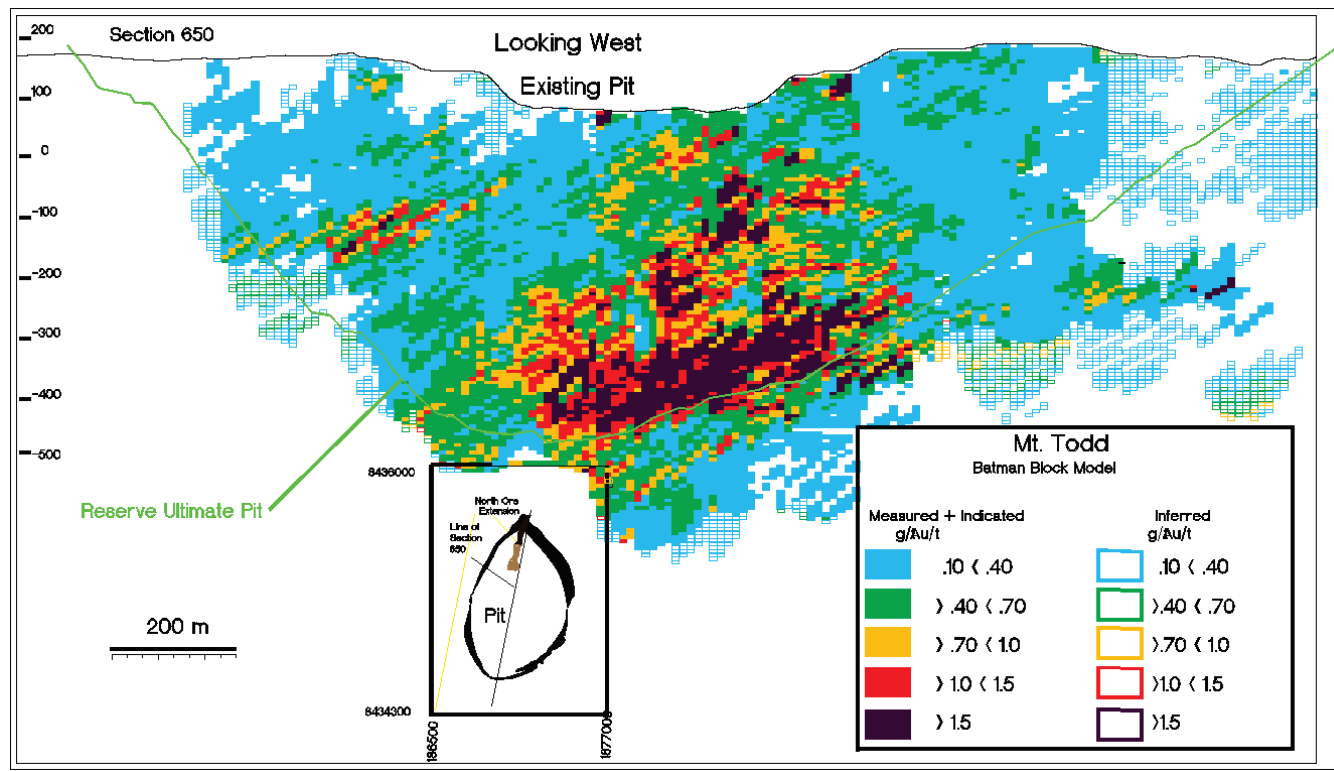 Section 650
Looking West
Existing Pit
200
100
0
-100
-200
-300
-400
-500
Reserve Ultimate Pit
200 m
8436000
8434300
186500
1877000
North Ore
Extension
Line of
Section
650
Pit
Mt. Todd
Batman Block Model
Measured + Indicated
g/Au/t
.10 < .40
> .40 < .70
> .70 < 1.0
> 1.0 < 1.5
> 1.5
Inferred
g/Au/t
.10 < .40
>.40 < .70
>.70 < 1.0
>1.0 < 1.5
>1.5